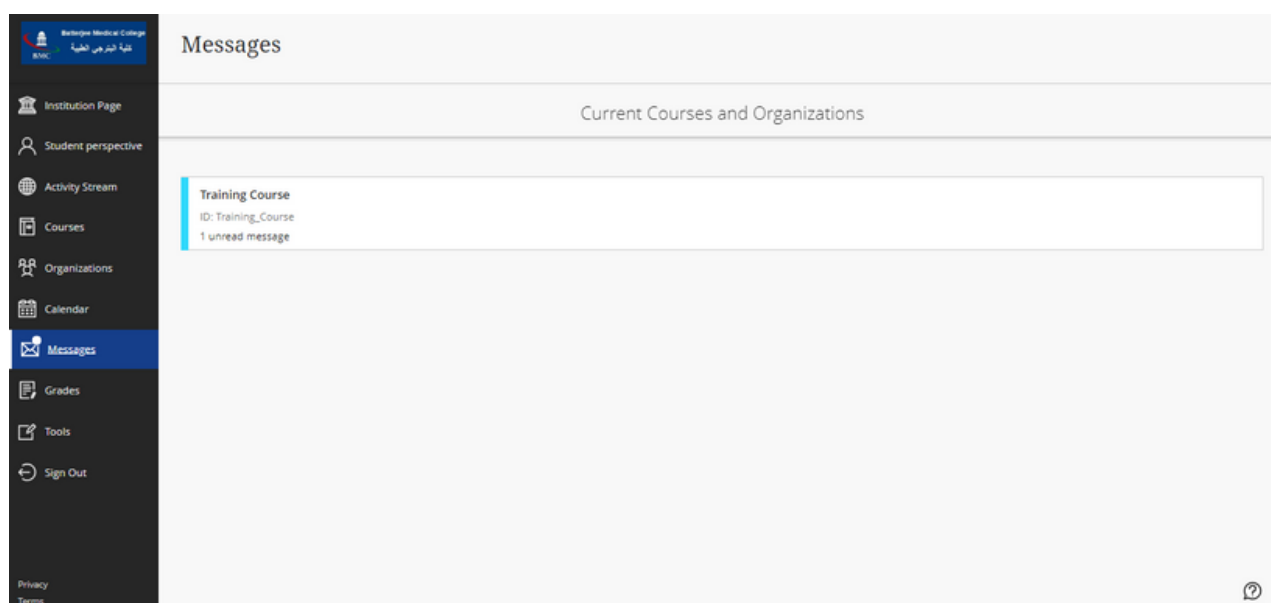 Batterjee Medical College
كلية البترجي الطبية
BMC
Messages
Institution Page
Student perspective
Activity Stream
Courses
Organizations
Calendar
Messages
Grades
Tools
Sign Out
Privacy
Terms
Current Courses and Organizations
Training Course
ID: Training_Course
1 unread message